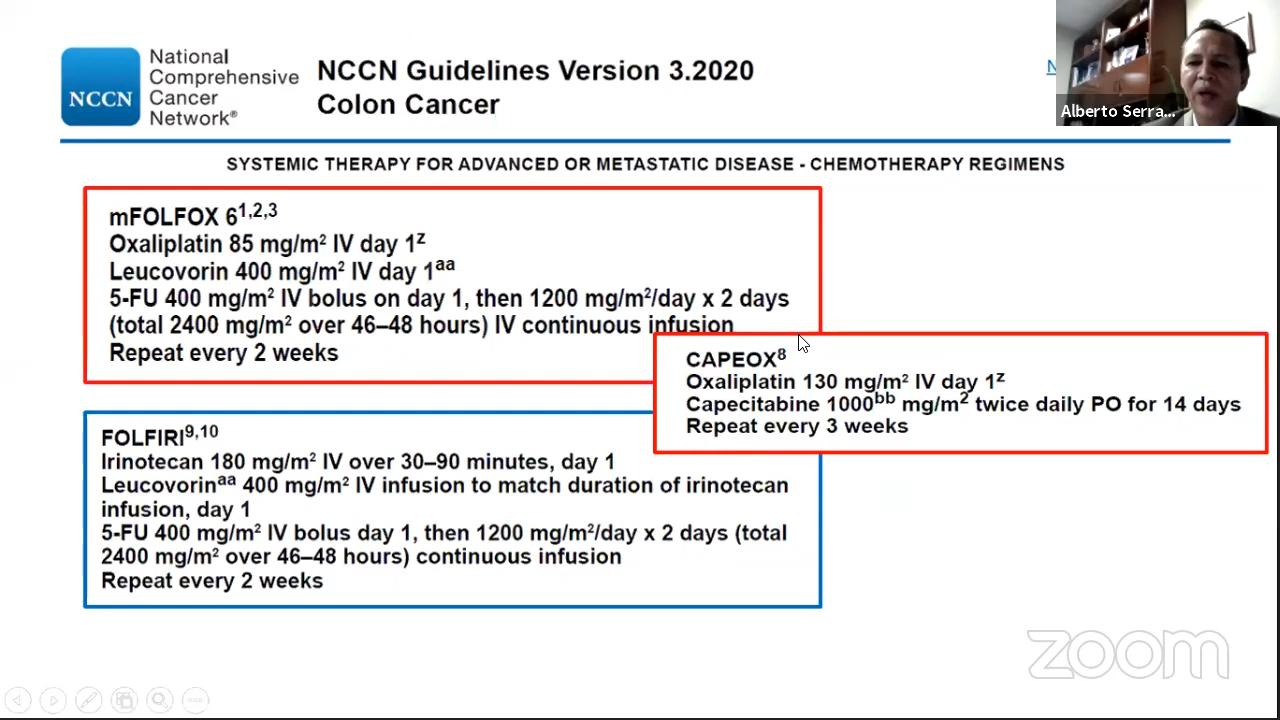 NCCN
National
Comprehensive
Cancer
Network®
NCCN Guidelines Version 3.2020
Colon Cancer
N
Alberto Serra...
SYSTEMIC THERAPY FOR ADVANCED OR METASTATIC DISEASE - CHEMOTHERAPY REGIMENS
mFOLFOX 6¹,²,³
Oxaliplatin 85 mg/m² IV day 1ᶻ
Leucovorin 400 mg/m² IV day 1ᵃᵃ
5-FU 400 mg/m² IV bolus on day 1, then 1200 mg/m²/day x 2 days
(total 2400 mg/m² over 46–48 hours) IV continuous infusion
Repeat every 2 weeks
CAPEOX⁸
Oxaliplatin 130 mg/m² IV day 1ᶻ
Capecitabine 1000ᵇᵇ mg/m² twice daily PO for 14 days
Repeat every 3 weeks
FOLFIRI⁹,¹⁰
Irinotecan 180 mg/m² IV over 30–90 minutes, day 1
Leucovorinᵃᵃ 400 mg/m² IV infusion to match duration of irinotecan
infusion, day 1
5-FU 400 mg/m² IV bolus day 1, then 1200 mg/m²/day x 2 days (total
2400 mg/m² over 46–48 hours) continuous infusion
Repeat every 2 weeks
zoom